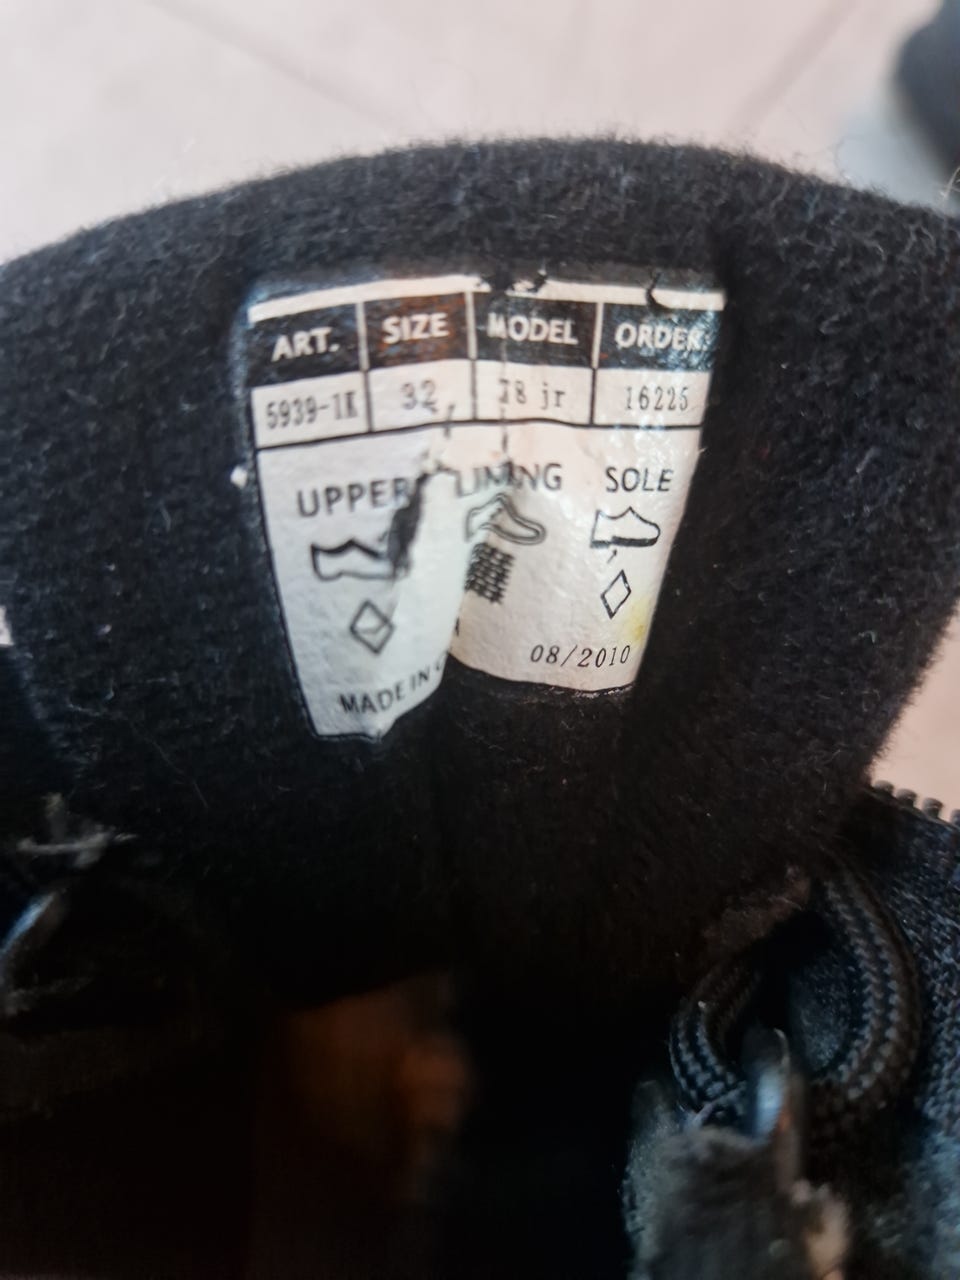 ART. SIZE MODEL ORDER
5939-1K 32 78 jr 16225
UPPER LINING SOLE
08/2010
MADE IN